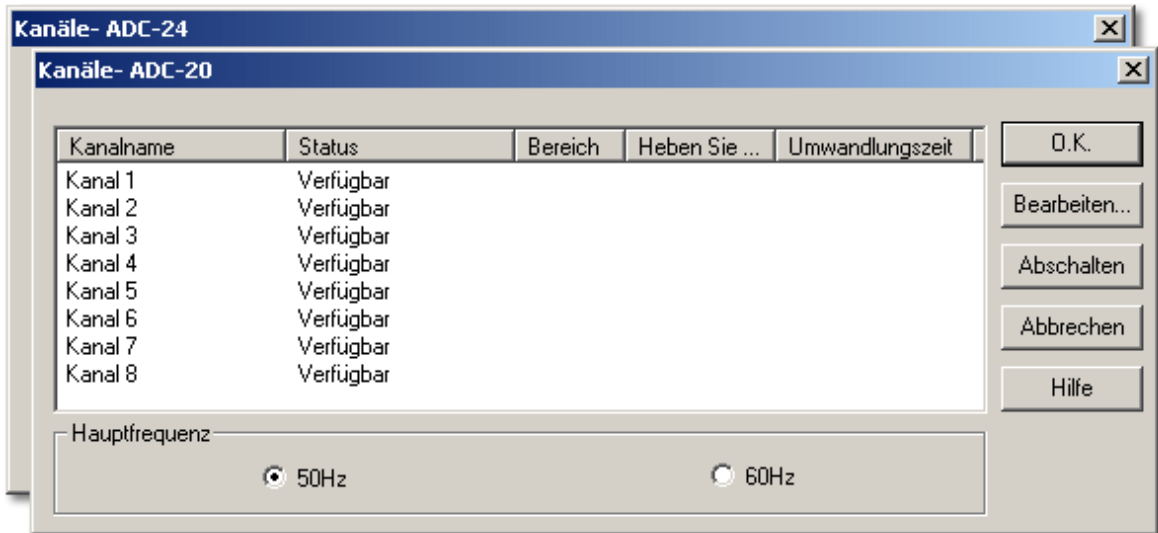 Kanäle- ADC-24
Kanäle- ADC-20
Kanalname Status Bereich Heben Sie ... Umwandlungszeit
Kanal 1 Verfügbar
Kanal 2 Verfügbar
Kanal 3 Verfügbar
Kanal 4 Verfügbar
Kanal 5 Verfügbar
Kanal 6 Verfügbar
Kanal 7 Verfügbar
Kanal 8 Verfügbar
O.K.
Bearbeiten...
Abschalten
Abbrechen
Hilfe
Hauptfrequenz
50Hz 60Hz